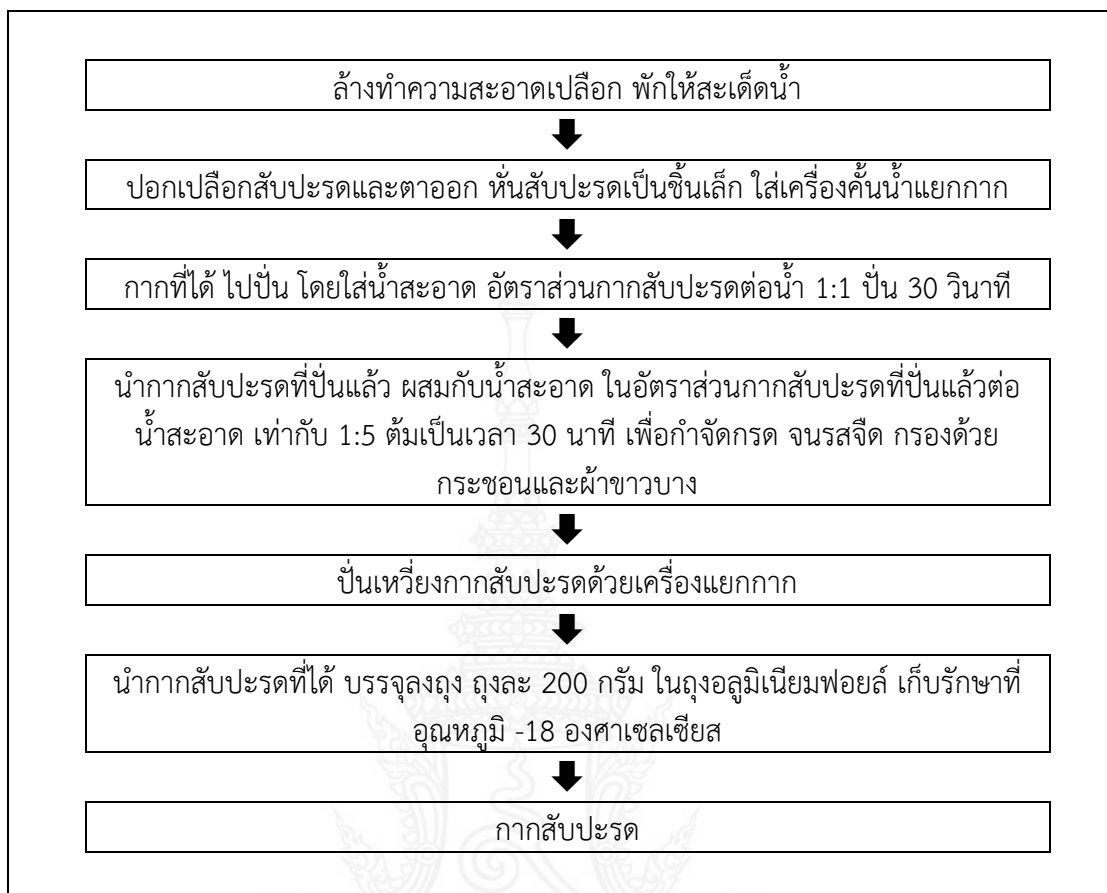 ล้างทำความสะอาดเปลือก พักให้สะเด็ดน้ำ
ปอกเปลือกสับปะรดและตาออก หั่นสับปะรดเป็นชิ้นเล็ก ใส่เครื่องคั้นน้ำแยกกาก
กากที่ได้ ไปปั่น โดยใส่น้ำสะอาด อัตราส่วนกากสับปะรดต่อน้ำ 1:1 ปั่น 30 วินาที
นำกากสับปะรดที่ปั่นแล้ว ผสมกับน้ำสะอาด ในอัตราส่วนกากสับปะรดที่ปั่นแล้วต่อ
น้ำสะอาด เท่ากับ 1:5 ต้มเป็นเวลา 30 นาที เพื่อกำจัดกรด จนรสจืด กรองด้วย
กระชอนและผ้าขาวบาง
ปั่นเหวี่ยงกากสับปะรดด้วยเครื่องแยกกาก
นำกากสับปะรดที่ได้ บรรจุลงถุง ถุงละ 200 กรัม ในถุงอลูมิเนียมฟอยล์ เก็บรักษาที่
อุณหภูมิ -18 องศาเซลเซียส
กากสับปะรด